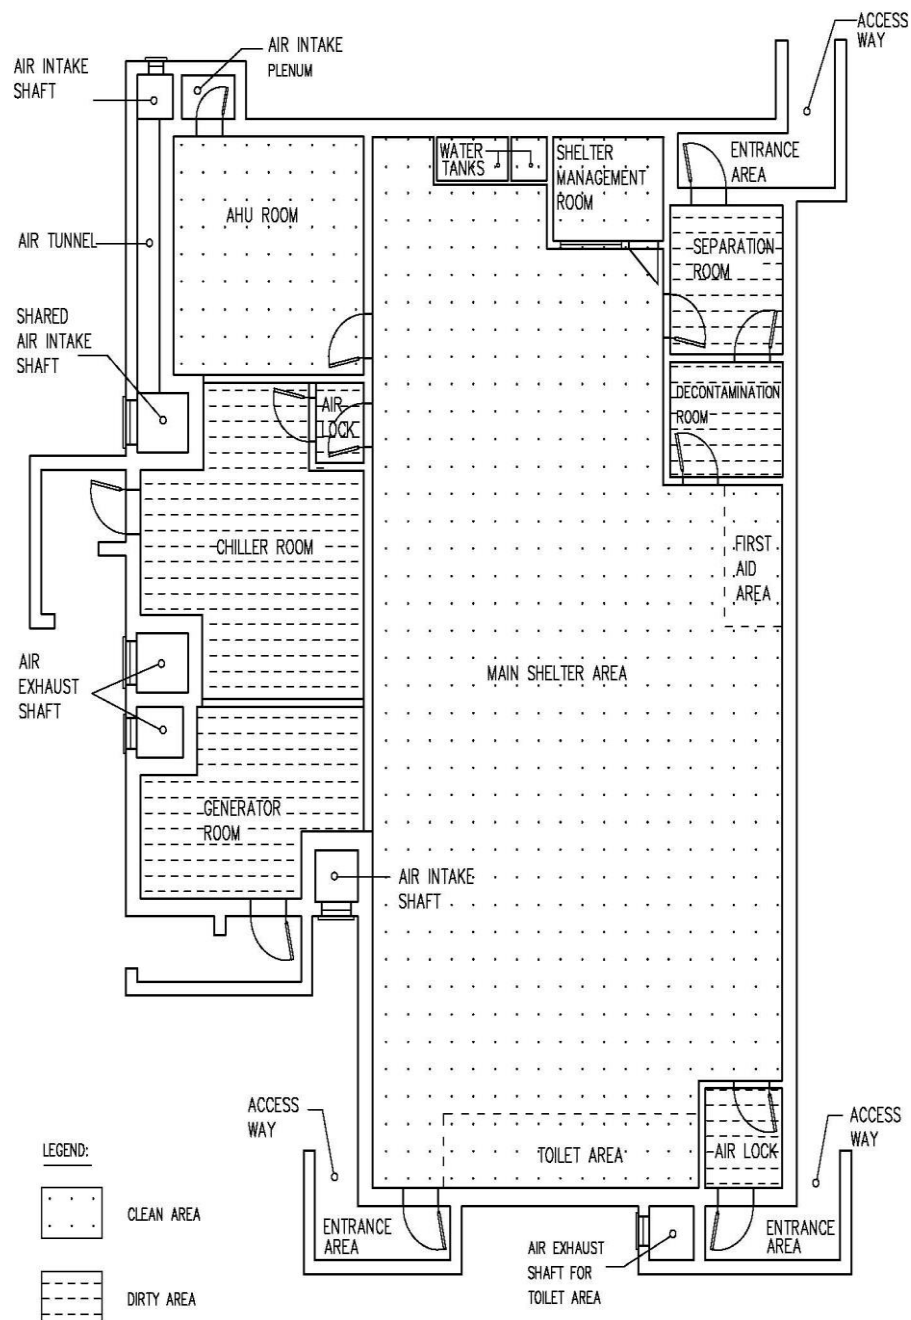 ACCESS
WAY
AIR INTAKE
PLENUM
AIR INTAKE
SHAFT
WATER
TANKS
SHELTER
MANAGEMENT
ROOM
ENTRANCE
AREA
AHU ROOM
AIR TUNNEL
SEPARATION
ROOM
SHARED
AIR INTAKE
SHAFT
AIR
LOCK
DECONTAMINATION
ROOM
CHILLER ROOM
FIRST
AID
AREA
AIR
EXHAUST
SHAFT
MAIN SHELTER AREA
GENERATOR
ROOM
AIR INTAKE
SHAFT
ACCESS
WAY
ACCESS
WAY
LEGEND:
TOILET AREA
AIR LOCK
CLEAN AREA
ENTRANCE
AREA
AIR EXHAUST
SHAFT FOR
TOILET AREA
ENTRANCE
AREA
DIRTY AREA